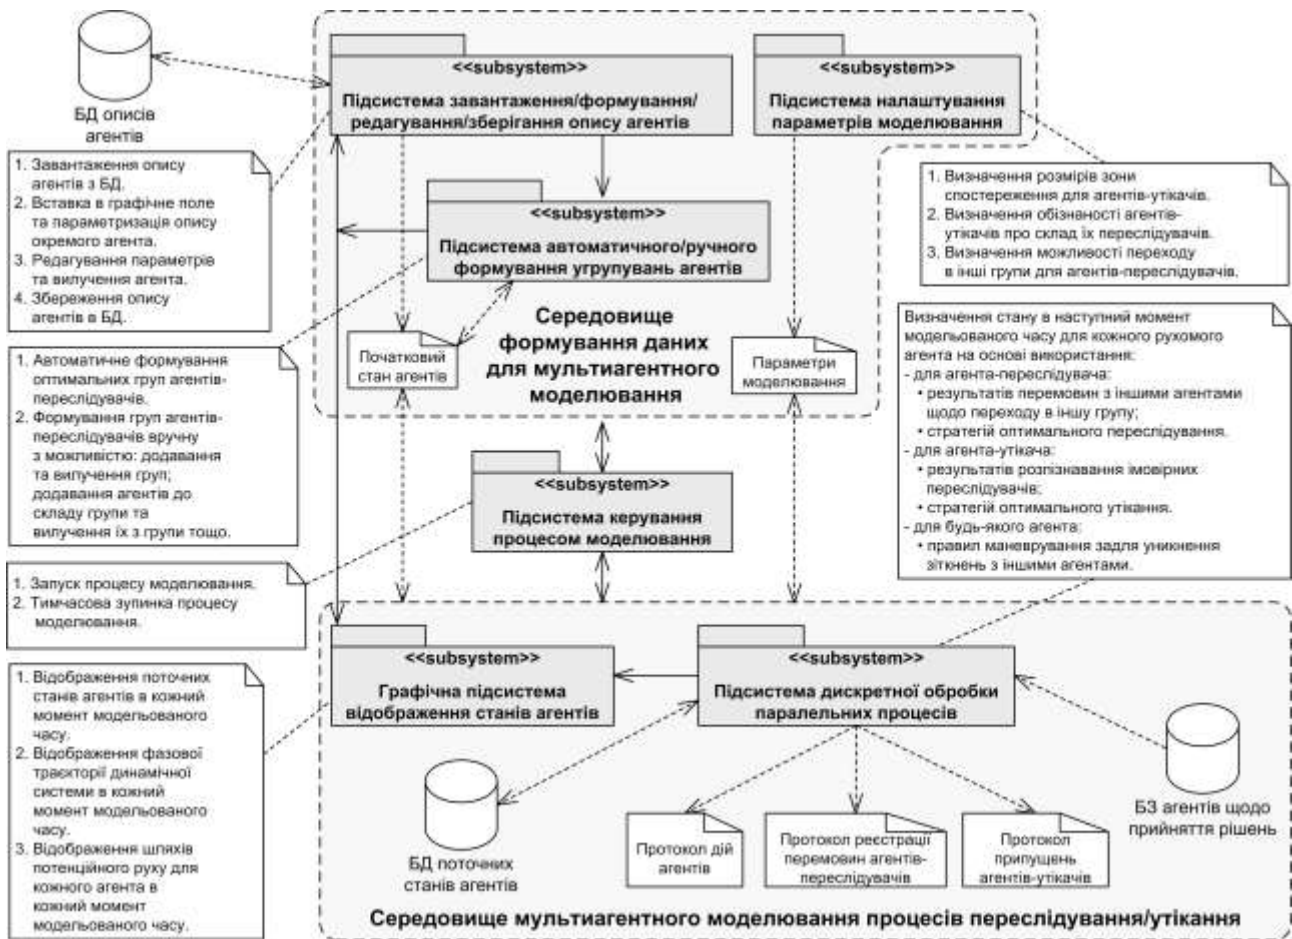 БД описів
агентів
<<subsystem>>
Підсистема завантаження/формування/
редагування/зберігання опису агентів
<<subsystem>>
Підсистема налаштування
параметрів моделювання
1. Завантаження опису
агентів з БД.
2. Вставка в графічне поле
та параметризація опису
окремого агента.
3. Редагування параметрів
та вилучення агента.
4. Збереження опису
агентів в БД.
<<subsystem>>
Підсистема автоматичного/ручного
формування угрупувань агентів
1. Визначення розмірів зони
спостереження для агентів-утікачів.
2. Визначення обізнаності агентів-
утікачів про склад їх переслідувачів.
3. Визначення можливості переходу
в інші групи для агентів-переслідувачів.
Початковий
стан агентів
Середовище
формування даних
для мультиагентного
моделювання
Параметри
моделювання
1. Автоматичне формування
оптимальних груп агентів-
переслідувачів.
2. Формування груп агентів-
переслідувачів вручну
з можливістю: додавання
та вилучення груп;
додавання агентів до
складу групи та
вилучення їх з групи тощо.
Визначення стану в наступний момент
модельованого часу для кожного рухомого
агента на основі використання:
- для агента-переслідувача:
• результатів перемовин з іншими агентами
щодо переходу в іншу групу;
• стратегій оптимального переслідування.
- для агента-утікача:
• результатів розпізнавання імовірних
переслідувачів;
• стратегій оптимального утікання.
- для будь-якого агента:
• правил маневрування задля уникнення
зіткнень з іншими агентами.
<<subsystem>>
Підсистема керування
процесом моделювання
1. Запуск процесу моделювання.
2. Тимчасова зупинка процесу
моделювання.
<<subsystem>>
Графічна підсистема
відображення станів агентів
<<subsystem>>
Підсистема дискретної обробки
паралельних процесів
1. Відображення поточних
станів агентів в кожний
момент модельованого
часу.
2. Відображення фазової
траєкторії динамічної
системи в кожний
момент модельованого
часу.
3. Відображення шляхів
потенційного руху для
кожного агента в
кожний момент
модельованого часу.
БД поточних
станів агентів
Протокол дій
агентів
Протокол реєстрації
перемовин агентів-
переслідувачів
Протокол
припущень
агентів-утікачів
БЗ агентів щодо
прийняття рішень
Середовище мультиагентного моделювання процесів переслідування/утікання